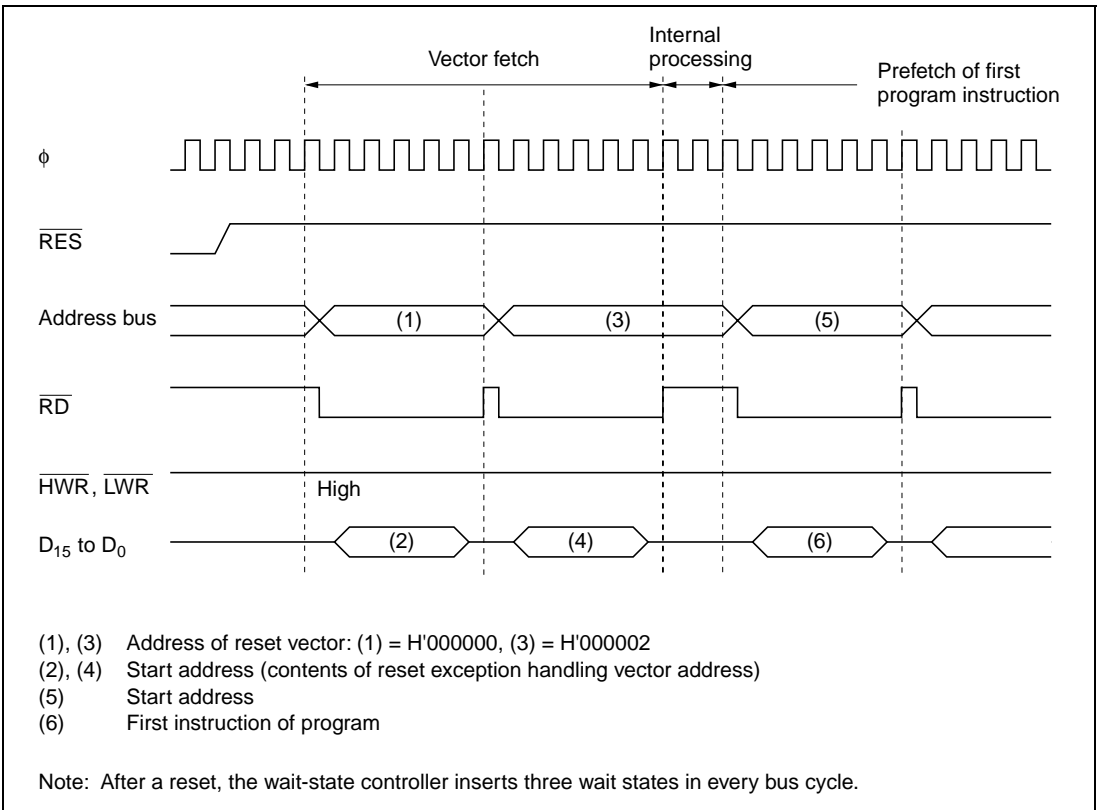 Internal
processing
Vector fetch
Prefetch of first
program instruction
φ
RES
Address bus
(1)
(3)
(5)
RD
HWR, LWR
High
D15 to D0
(2)
(4)
(6)
(1), (3) Address of reset vector: (1) = H'000000, (3) = H'000002
(2), (4) Start address (contents of reset exception handling vector address)
(5) Start address
(6) First instruction of program
Note: After a reset, the wait-state controller inserts three wait states in every bus cycle.